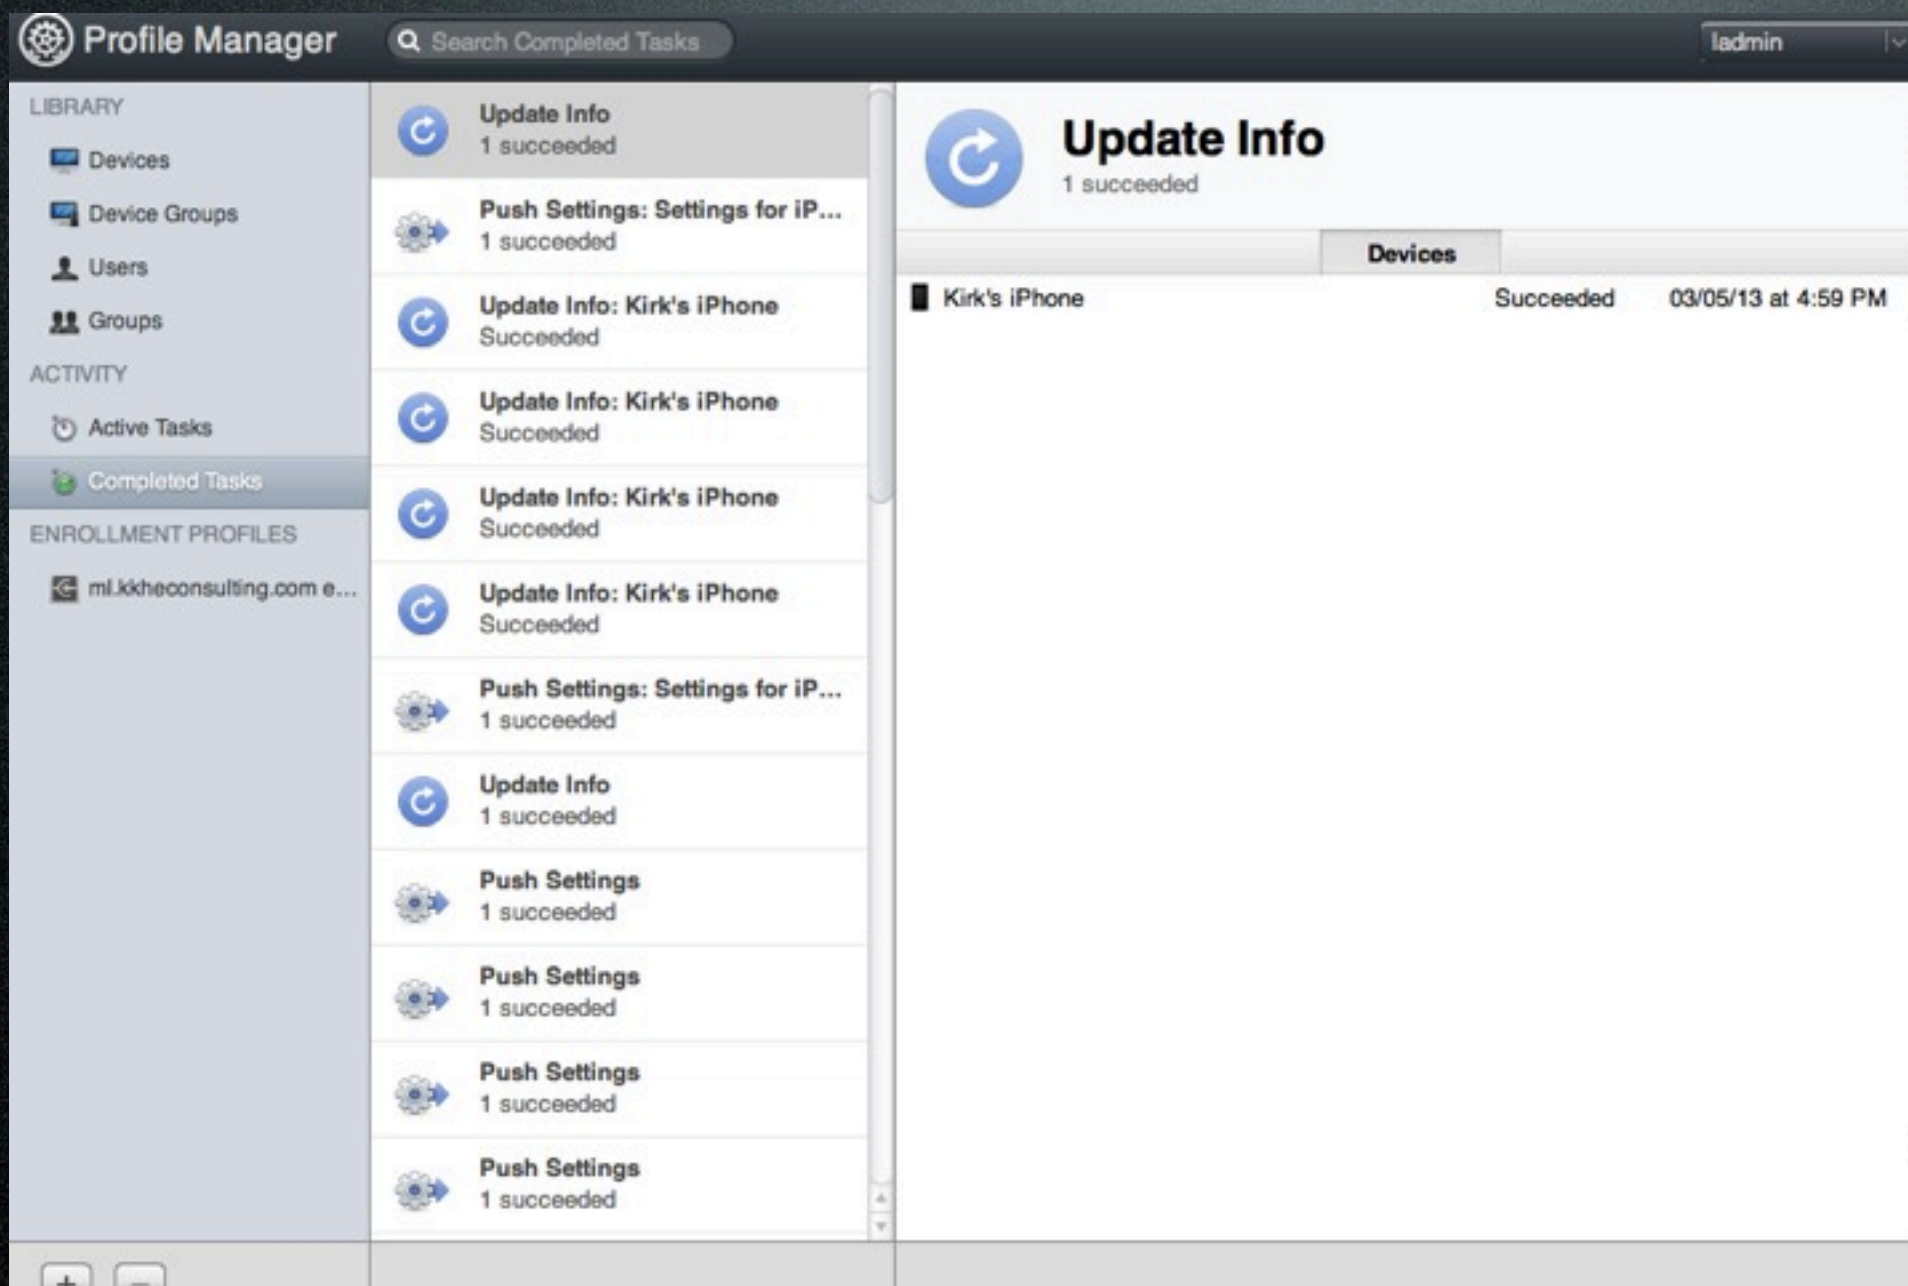 Profile Manager
Search Completed Tasks
ladmin
LIBRARY
Devices
Device Groups
Users
Groups
ACTIVITY
Active Tasks
Completed Tasks
ENROLLMENT PROFILES
ml.kkheconsulting.com e...
Update Info
1 succeeded
Push Settings: Settings for iP...
1 succeeded
Update Info: Kirk's iPhone
Succeeded
Update Info: Kirk's iPhone
Succeeded
Update Info: Kirk's iPhone
Succeeded
Update Info: Kirk's iPhone
Succeeded
Push Settings: Settings for iP...
1 succeeded
Update Info
1 succeeded
Push Settings
1 succeeded
Push Settings
1 succeeded
Push Settings
1 succeeded
Push Settings
1 succeeded
Update Info
1 succeeded
Devices
Kirk's iPhone Succeeded 03/05/13 at 4:59 PM